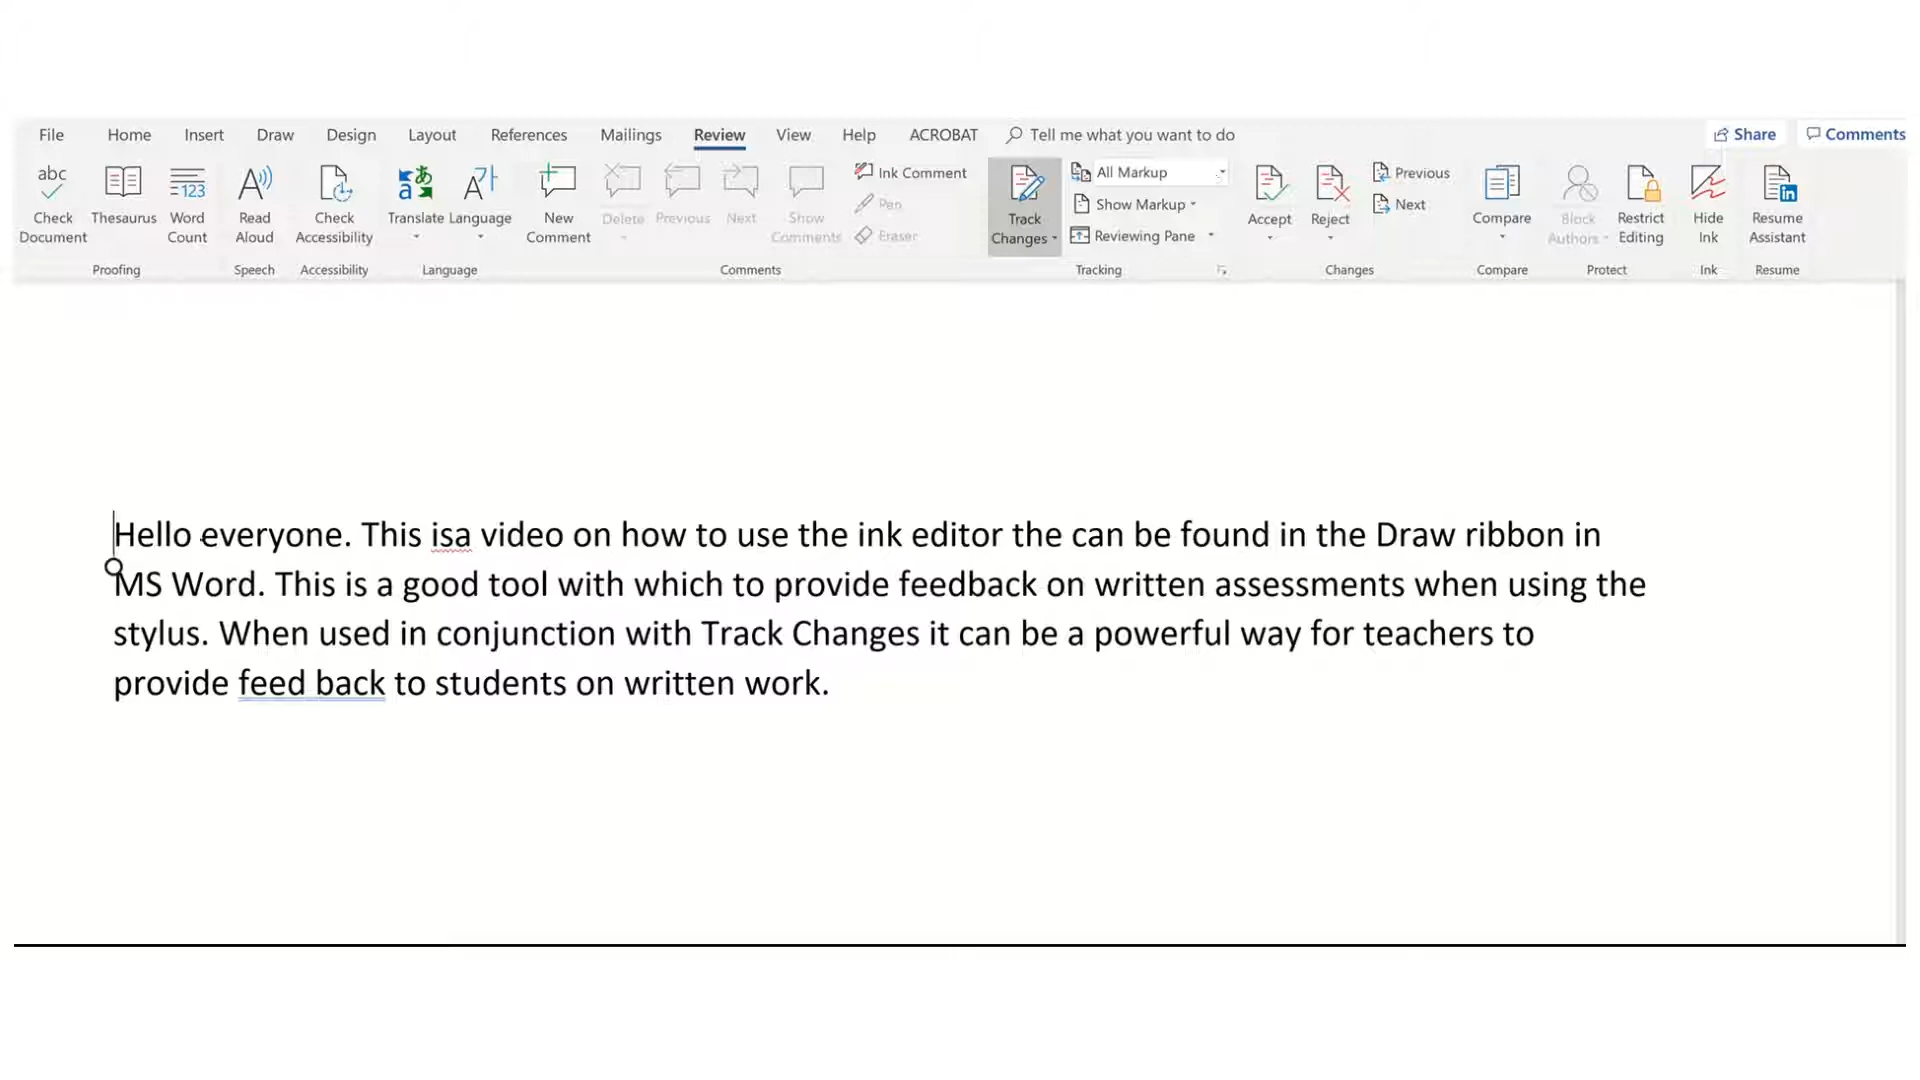 File Home Insert Draw Design Layout References Mailings Review View Help ACROBAT Tell me what you want to do Share Comments
abc
Check Document
Thesaurus
Word Count
Proofing
Read Aloud
Speech
Check Accessibility
Accessibility
Translate
Language
Language
New Comment
Delete
Previous
Next
Show Comments
Ink Comment
Pen
Eraser
Comments
Track Changes
All Markup
Show Markup
Reviewing Pane
Tracking
Accept
Reject
Previous
Next
Changes
Compare
Compare
Block Authors
Restrict Editing
Protect
Hide Ink
Ink
Resume Assistant
Resume
Hello everyone. This isa video on how to use the ink editor the can be found in the Draw ribbon in
MS Word. This is a good tool with which to provide feedback on written assessments when using the
stylus. When used in conjunction with Track Changes it can be a powerful way for teachers to
provide feed back to students on written work.